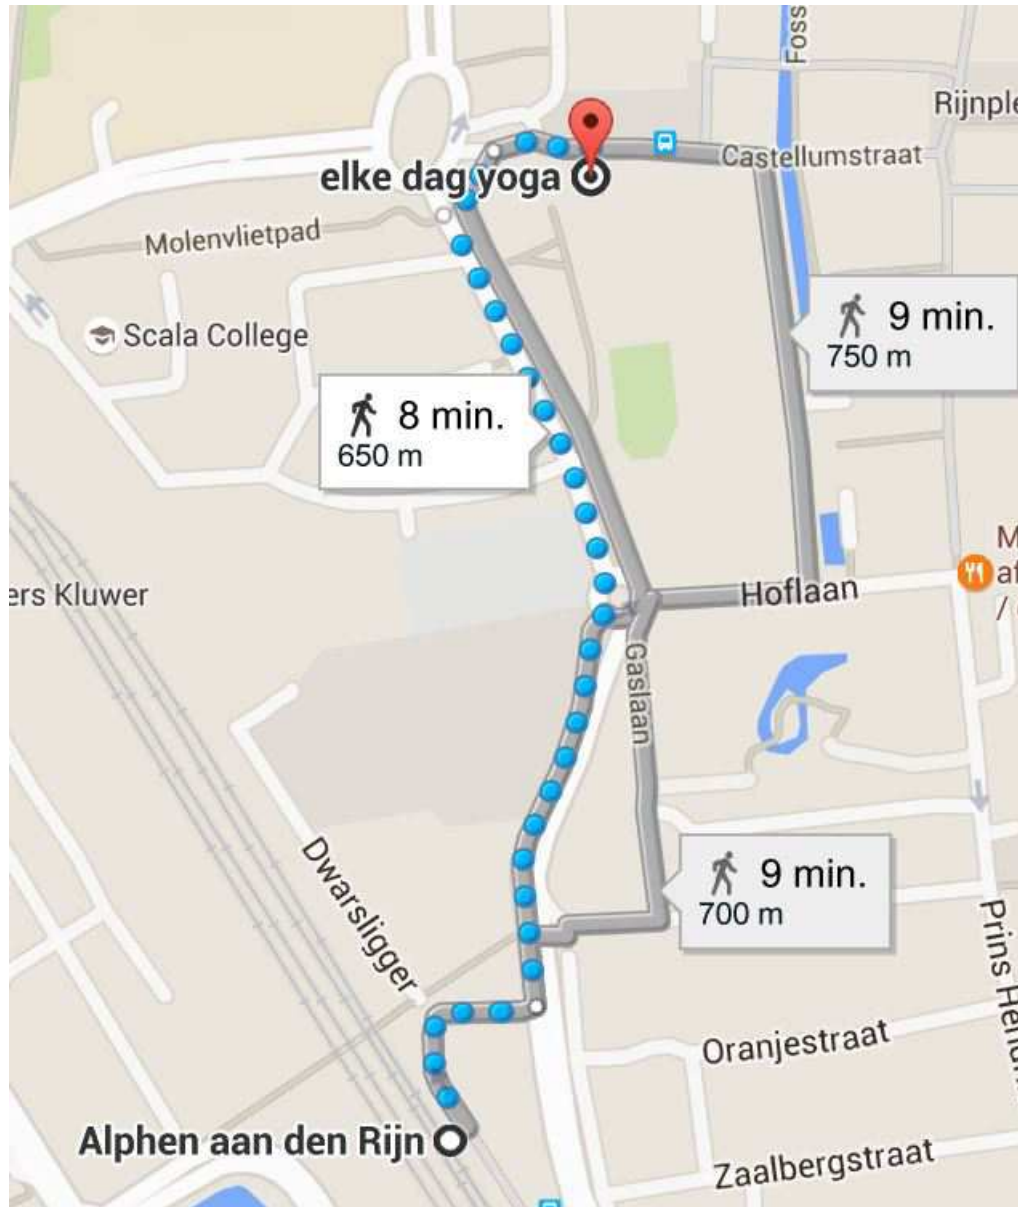 Foss
Rijnple
Castellumstraat
elke dag yoga
Molenvlietpad
Scala College
9 min.
750 m
8 min.
650 m
M
af
/
ers Kluwer
Hoflaan
Gaslaan
Dwarsligger
9 min.
700 m
Prins Hend
Oranjestraat
Alphen aan den Rijn
Zaalbergstraat